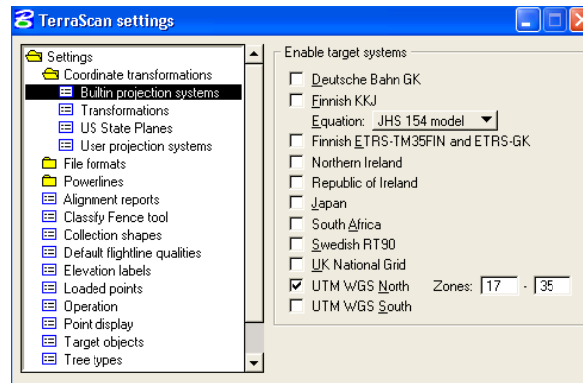 TerraScan settings
Settings
Coordinate transformations
Builtin projection systems
Transformations
US State Planes
User projection systems
File formats
Powerlines
Alignment reports
Classify Fence tool
Collection shapes
Default flightline qualities
Elevation labels
Loaded points
Operation
Point display
Target objects
Tree types
Enable target systems
Deutsche Bahn GK
Finnish KKJ
Equation: JHS 154 model
Finnish ETRS-TM35FIN and ETRS-GK
Northern Ireland
Republic of Ireland
Japan
South Africa
Swedish RT90
UK National Grid
UTM WGS North Zones: 17 - 35
UTM WGS South